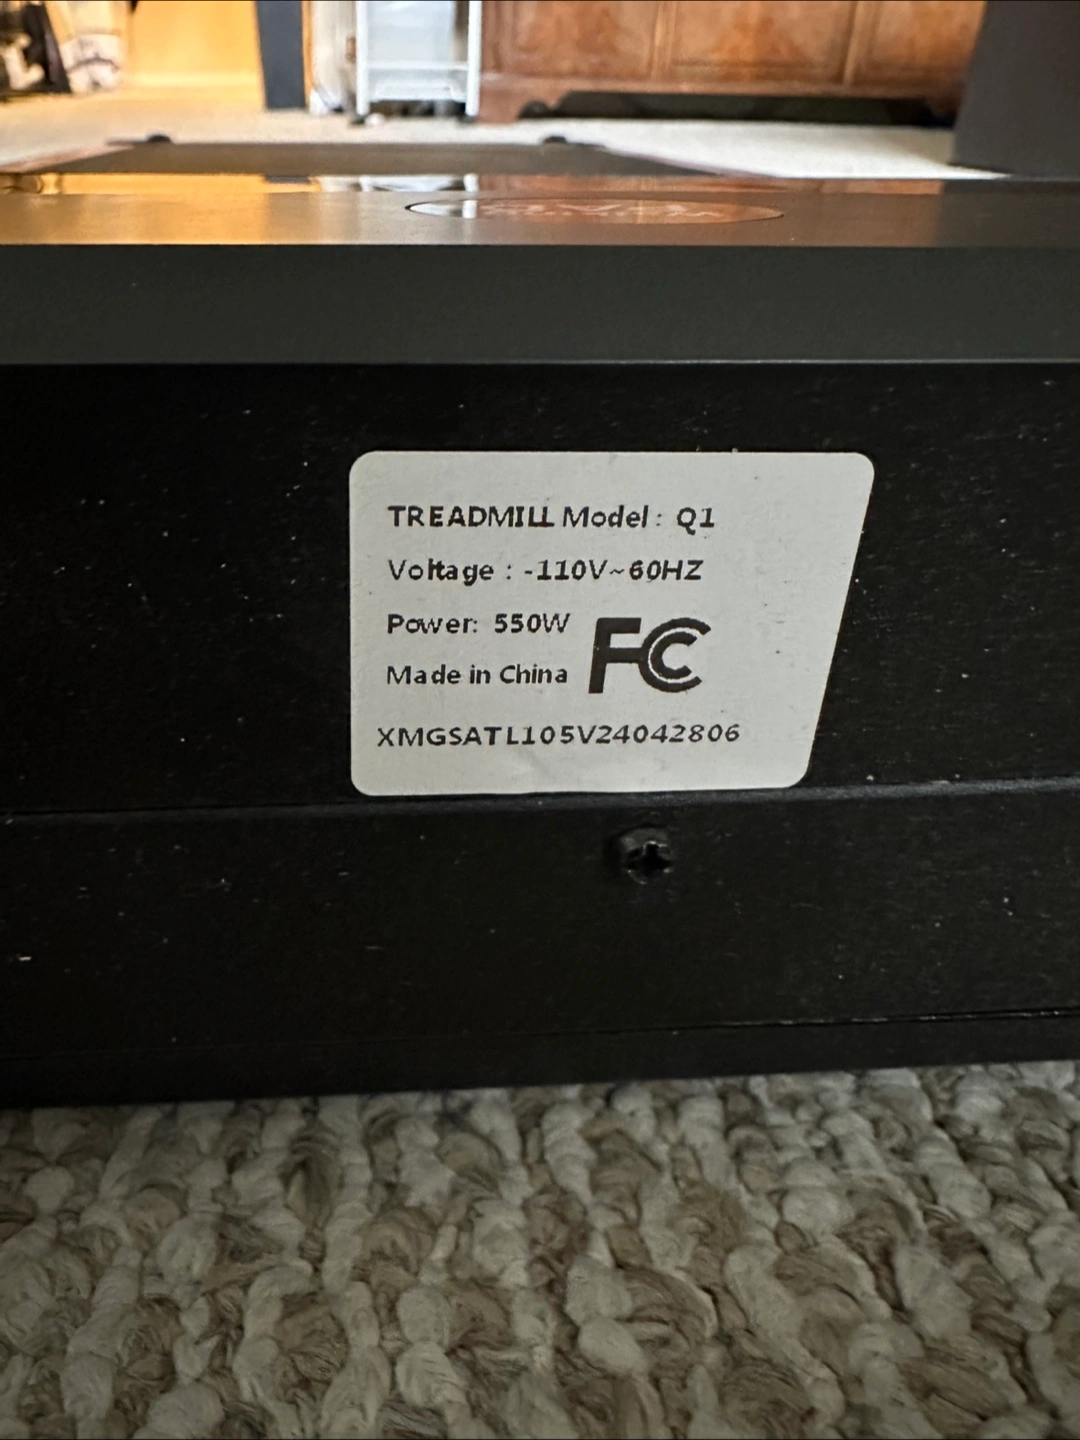 TREADMILL Model : Q1
Voltage : -110V~60HZ
Power: 550W
FC
Made in China
XMGSATL105V24042806